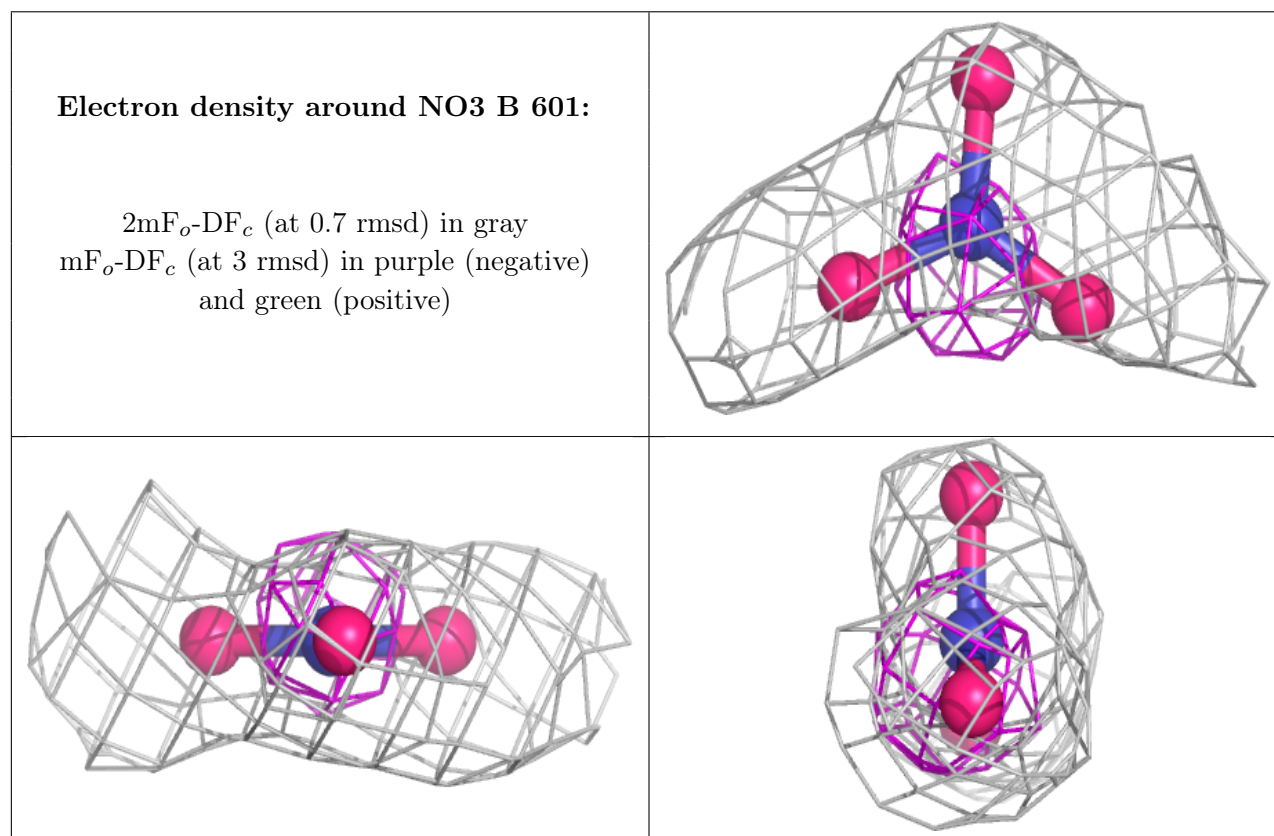 Electron density around NO3 B 601:
2mFo-DFc (at 0.7 rmsd) in gray
mFo-DFc (at 3 rmsd) in purple (negative)
and green (positive)